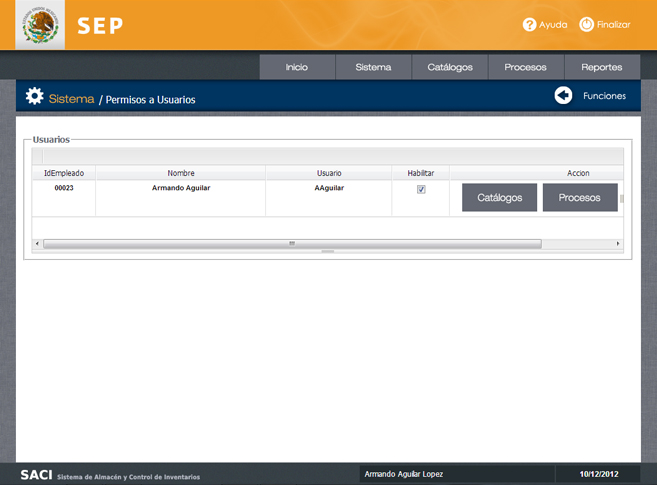 SEP
Ayuda
Finalizar
Inicio
Sistema
Catálogos
Procesos
Reportes
Sistema / Permisos a Usuarios
Funciones
Usuarios
IdEmpleado Nombre Usuario Habilitar Accion
00023 Armando Aguilar AAguilar Catálogos Procesos
SACI Sistema de Almacén y Control de Inventarios
Armando Aguilar Lopez
10/12/2012